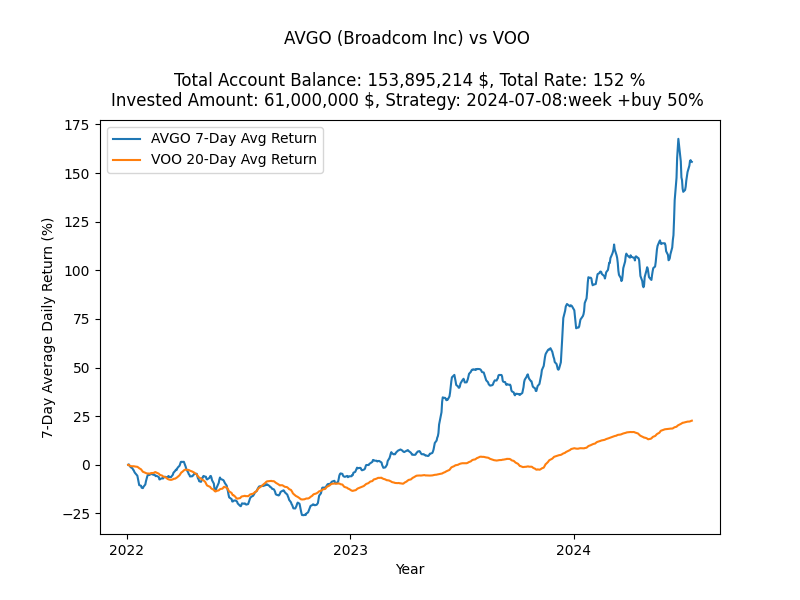 AVGO (Broadcom Inc) vs VOO
Total Account Balance: 153,895,214 $, Total Rate: 152 %
Invested Amount: 61,000,000 $, Strategy: 2024-07-08:week +buy 50%
AVGO 7-Day Avg Return
VOO 20-Day Avg Return
7-Day Average Daily Return (%)
175
150
125
100
75
50
25
0
−25
2022
2023
2024
Year